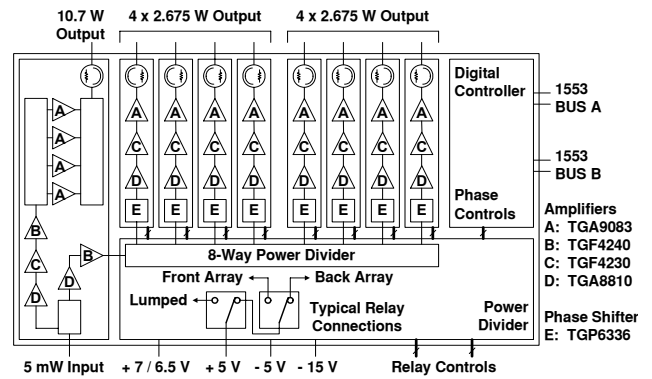 10.7 W
Output
4 x 2.675 W Output
4 x 2.675 W Output
Digital
Controller
1553
BUS A
1553
BUS B
A
A
A
A
A
A
A
A
A
A
A
A
C
C
C
C
C
C
C
C
D
D
D
D
D
D
D
D
E
E
E
E
E
E
E
E
Phase
Controls
B
C
D
D
B
8-Way Power Divider
Front Array
Back Array
Lumped
Typical Relay
Connections
Power
Divider
Amplifiers
A: TGA9083
B: TGF4240
C: TGF4230
D: TGA8810
Phase Shifter
E: TGP6336
5 mW Input
+ 7 / 6.5 V
+ 5 V
- 5 V
- 15 V
Relay Controls